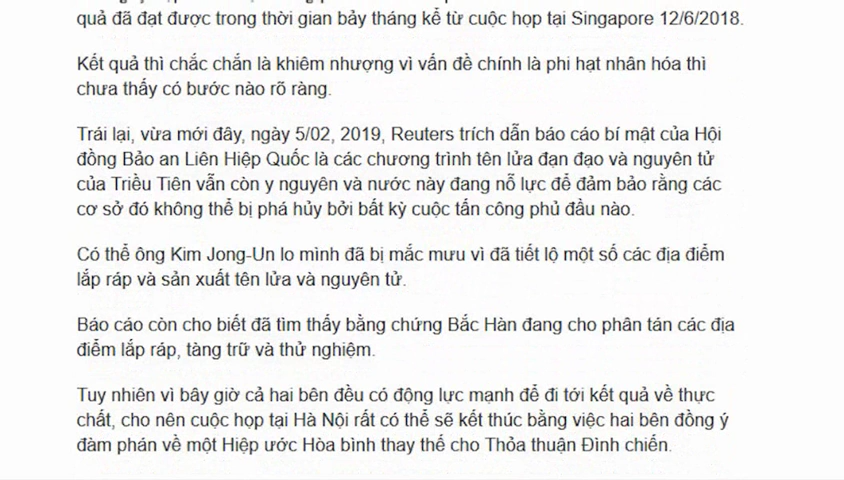 quả đã đạt được trong thời gian bảy tháng kể từ cuộc họp tại Singapore 12/6/2018.
Kết quả thì chắc chắn là khiêm nhượng vì vấn đề chính là phi hạt nhân hóa thì
chưa thấy có bước nào rõ ràng.
Trái lại, vừa mới đây, ngày 5/02, 2019, Reuters trích dẫn báo cáo bí mật của Hội
đồng Bảo an Liên Hiệp Quốc là các chương trình tên lửa đạn đạo và nguyên tử
của Triều Tiên vẫn còn y nguyên và nước này đang nỗ lực để đảm bảo rằng các
cơ sở đó không thể bị phá hủy bởi bất kỳ cuộc tấn công phủ đầu nào.
Có thể ông Kim Jong-Un lo mình đã bị mắc mưu vì đã tiết lộ một số các địa điểm
lắp ráp và sản xuất tên lửa và nguyên tử.
Báo cáo còn cho biết đã tìm thấy bằng chứng Bắc Hàn đang cho phân tán các địa
điểm lắp ráp, tàng trữ và thử nghiệm.
Tuy nhiên vì bây giờ cả hai bên đều có động lực mạnh để đi tới kết quả về thực
chất, cho nên cuộc họp tại Hà Nội rất có thể sẽ kết thúc bằng việc hai bên đồng ý
đàm phán về một Hiệp ước Hòa bình thay thế cho Thỏa thuận Đình chiến.